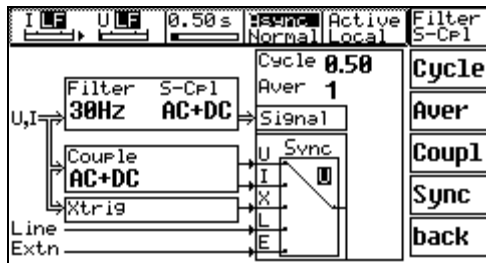 I LF U LF 0.50 s Async Active Filter
Normal Local S-Cpl
Cycle 0.50
Aver 1
Filter S-Cpl
30Hz AC+DC
U,I
Signal
Couple
AC+DC
Xtrig
Line
Extn
Sync
U
I
X
L
E
U
Cycle
Aver
Coupl
Sync
back